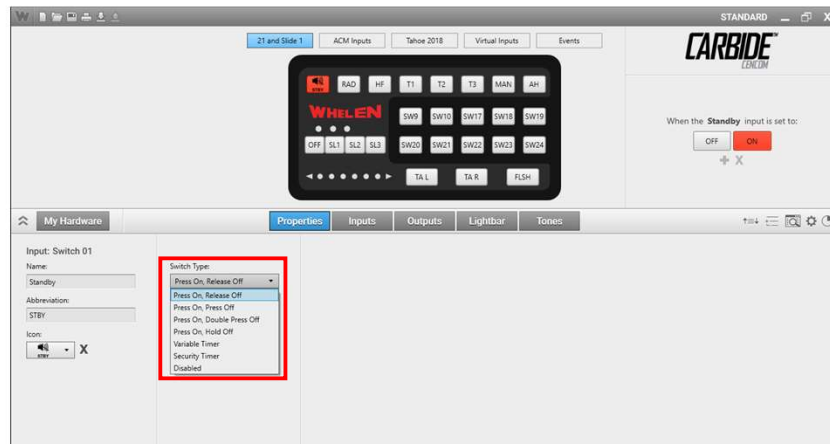 STANDARD
21 and Slide 1
ACM Inputs
Tahoe 2018
Virtual Inputs
Events
CARBIDE™
CENCOM
STBY
RAD
HF
T1
T2
T3
MAN
AH
WHELEN
SW9
SW10
SW17
SW18
SW19
OFF
SL1
SL2
SL3
SW20
SW21
SW22
SW23
SW24
TA L
TA R
FLSH
When the Standby input is set to:
OFF
ON
My Hardware
Properties
Inputs
Outputs
Lightbar
Tones
Input: Switch 01
Name:
Standby
Abbreviation:
STBY
Icon:
STBY
X
Switch Type:
Press On, Release Off
Press On, Release Off
Press On, Press Off
Press On, Double Press Off
Press On, Hold Off
Variable Timer
Security Timer
Disabled